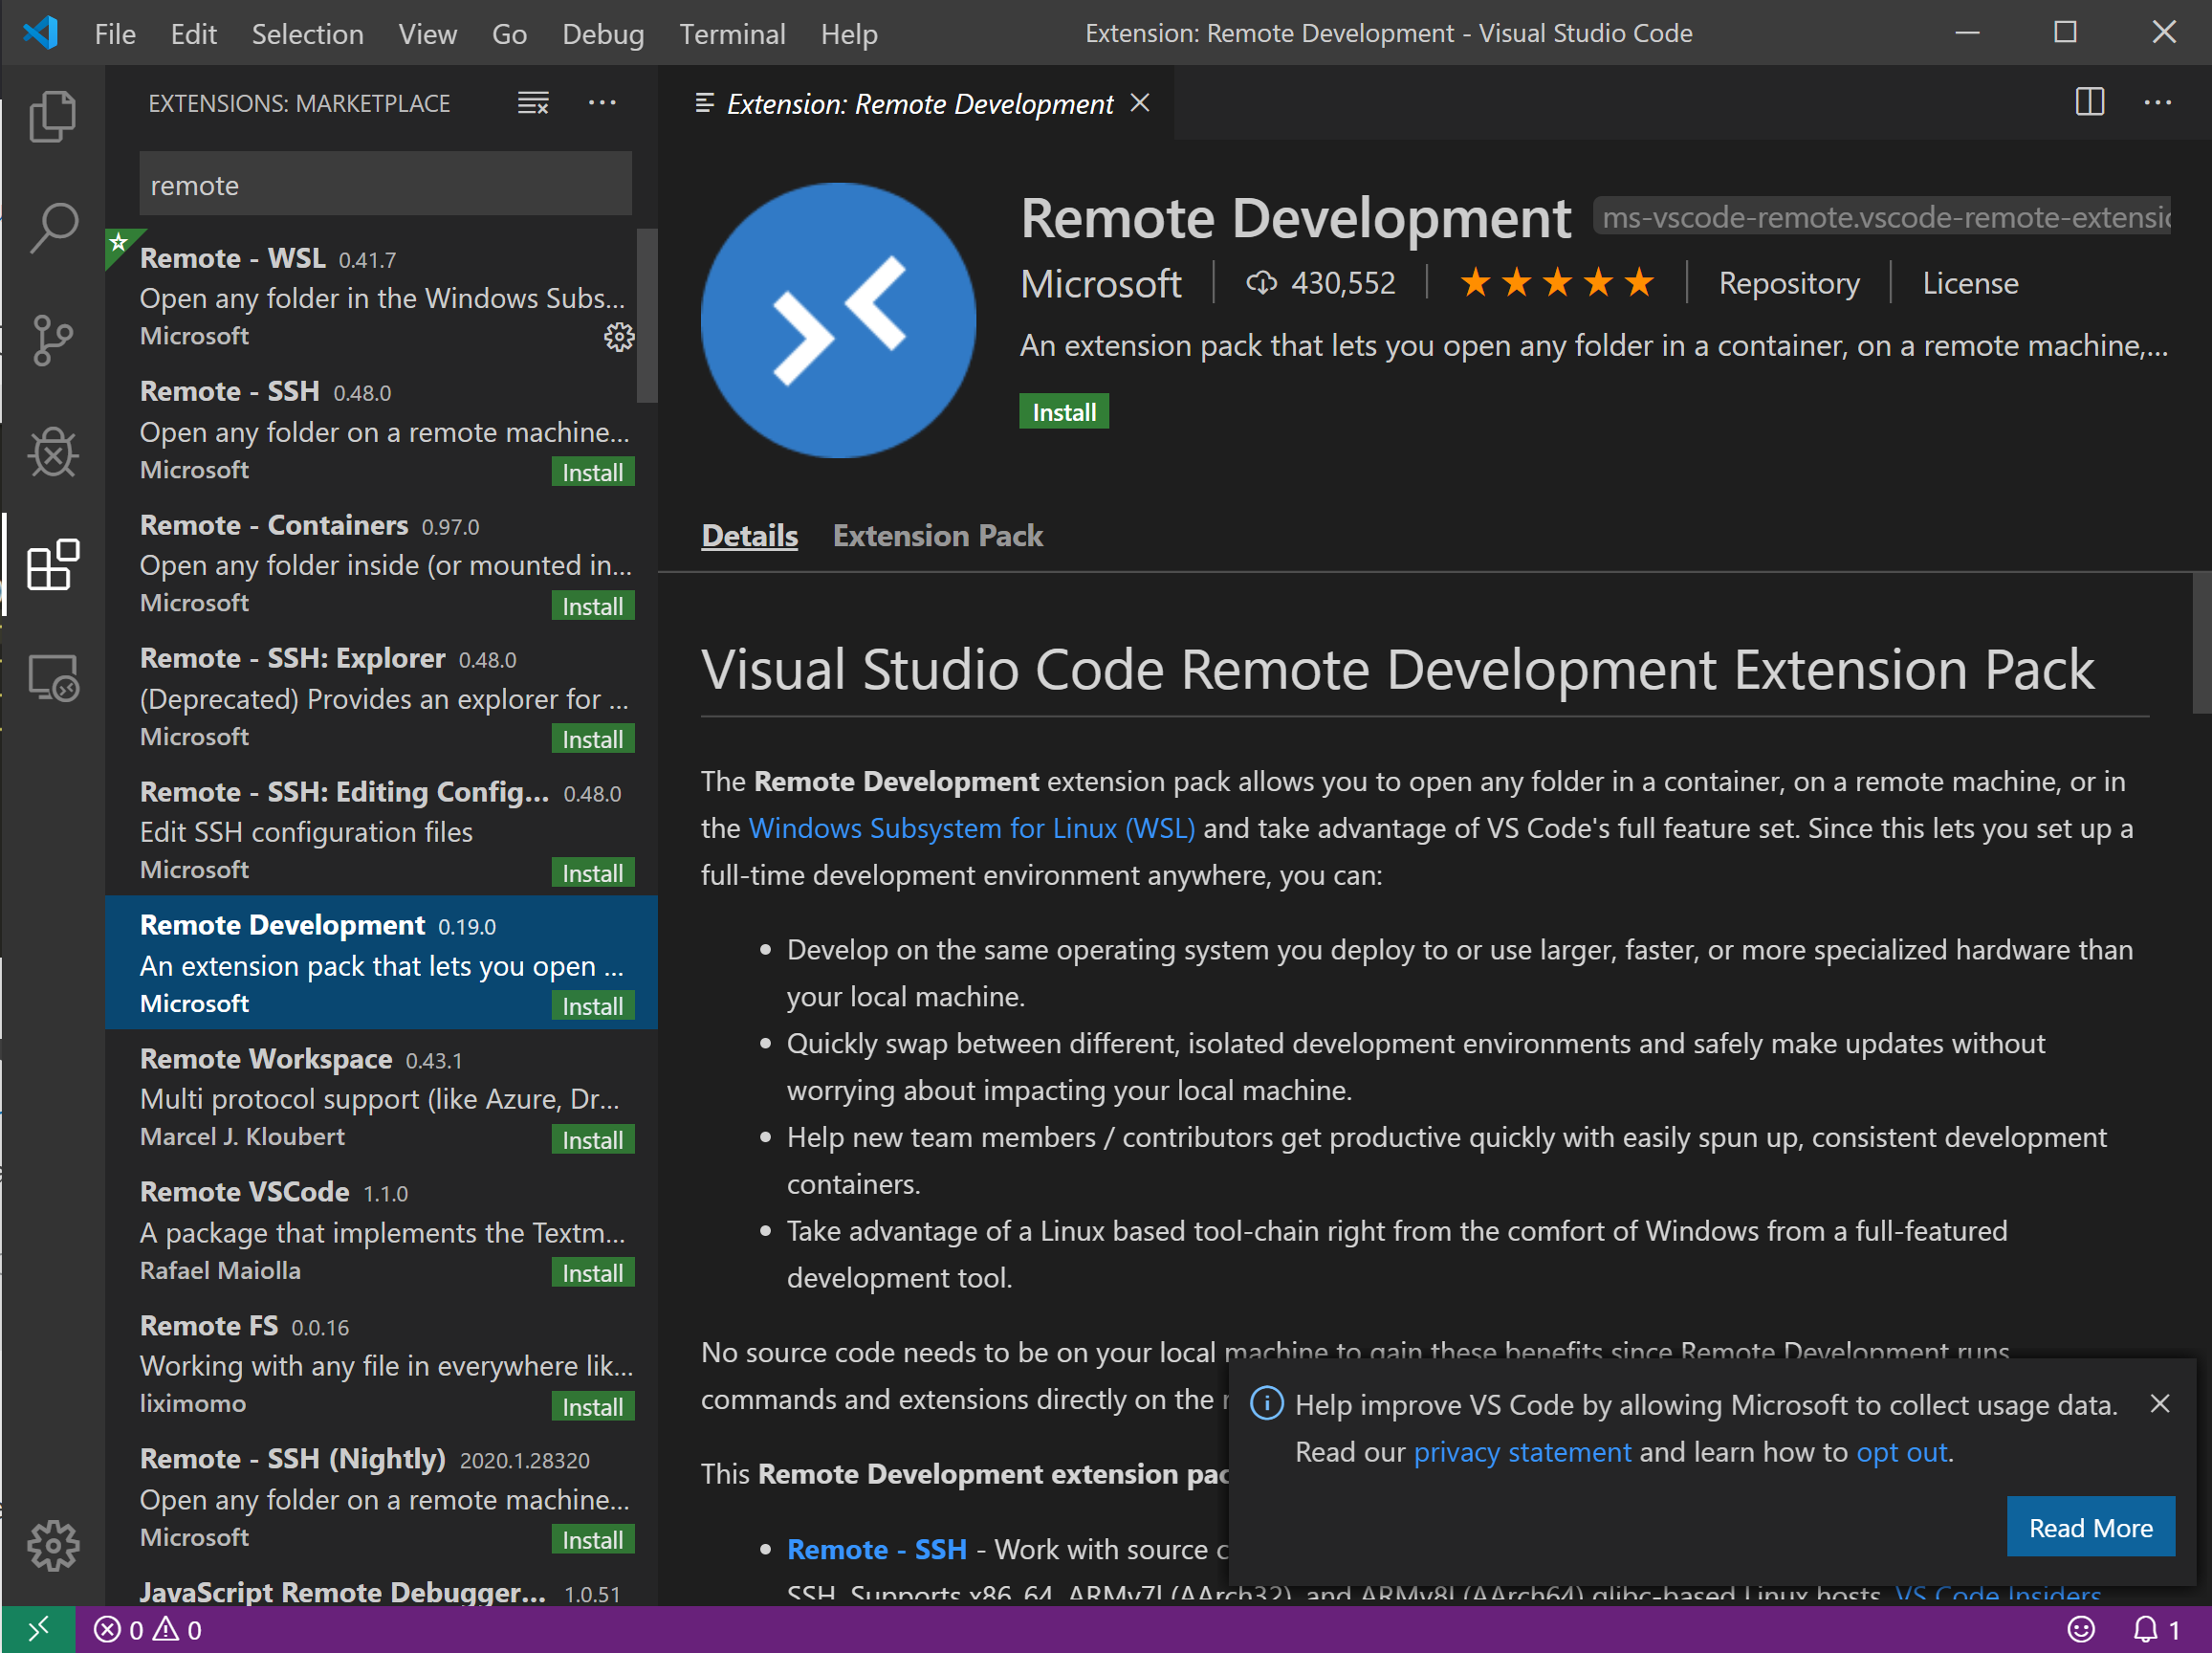 File Edit Selection View Go Debug Terminal Help
Extension: Remote Development - Visual Studio Code
EXTENSIONS: MARKETPLACE
remote
Remote - WSL 0.41.7
Open any folder in the Windows Subs...
Microsoft
Remote - SSH 0.48.0
Open any folder on a remote machine...
Microsoft Install
Remote - Containers 0.97.0
Open any folder inside (or mounted in...
Microsoft Install
Remote - SSH: Explorer 0.48.0
(Deprecated) Provides an explorer for ...
Microsoft Install
Remote - SSH: Editing Config... 0.48.0
Edit SSH configuration files
Microsoft Install
Remote Development 0.19.0
An extension pack that lets you open ...
Microsoft Install
Remote Workspace 0.43.1
Multi protocol support (like Azure, Dr...
Marcel J. Kloubert Install
Remote VSCode 1.1.0
A package that implements the Textm...
Rafael Maiolla Install
Remote FS 0.0.16
Working with any file in everywhere lik...
liximomo Install
Remote - SSH (Nightly) 2020.1.28320
Open any folder on a remote machine...
Microsoft Install
JavaScript Remote Debugger... 1.0.51
Extension: Remote Development
Remote Development ms-vscode-remote.vscode-remote-extensio
Microsoft 430,552 Repository License
An extension pack that lets you open any folder in a container, on a remote machine,...
Install
Details Extension Pack
Visual Studio Code Remote Development Extension Pack
The Remote Development extension pack allows you to open any folder in a container, on a remote machine, or in
the Windows Subsystem for Linux (WSL) and take advantage of VS Code's full feature set. Since this lets you set up a
full-time development environment anywhere, you can:
• Develop on the same operating system you deploy to or use larger, faster, or more specialized hardware than
your local machine.
• Quickly swap between different, isolated development environments and safely make updates without
worrying about impacting your local machine.
• Help new team members / contributors get productive quickly with easily spun up, consistent development
containers.
• Take advantage of a Linux based tool-chain right from the comfort of Windows from a full-featured
development tool.
No source code needs to be on your local machine to gain these benefits since Remote Development runs
commands and extensions directly on the
This Remote Development extension pac
• Remote - SSH - Work with source c
SSH. Supports x86_64, ARMv7l (AArch32), and ARMv8l (AArch64) glibc-based Linux hosts. VS Code Insiders
Help improve VS Code by allowing Microsoft to collect usage data.
Read our privacy statement and learn how to opt out.
Read More
0 0
1